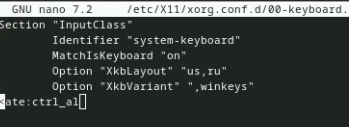 GNU nano 7.2 /etc/X11/xorg.conf.d/00-keyboard.
Section "InputClass"
Identifier "system-keyboard"
MatchIsKeyboard "on"
Option "XkbLayout" "us,ru"
Option "XkbVariant" ",winkeys"
<ate:ctrl_al